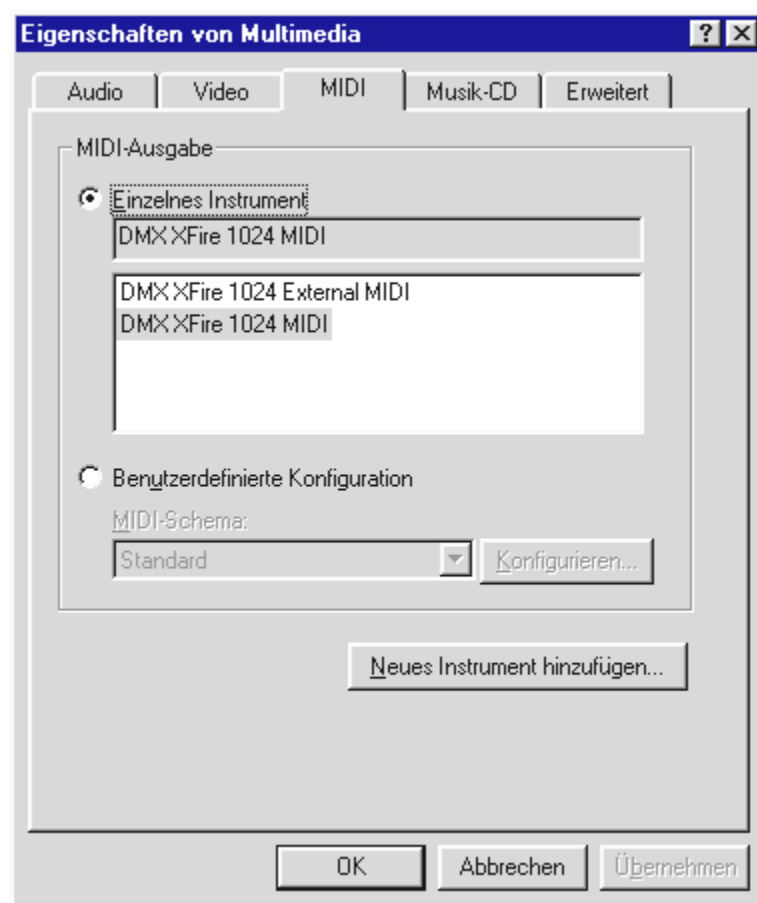 Eigenschaften von Multimedia
Audio Video MIDI Musik-CD Erweitert
MIDI-Ausgabe
Einzelnes Instrument
DMX XFire 1024 MIDI
DMX XFire 1024 External MIDI
DMX XFire 1024 MIDI
Benutzerdefinierte Konfiguration
MIDI-Schema:
Standard Konfigurieren...
Neues Instrument hinzufügen...
OK Abbrechen Übernehmen